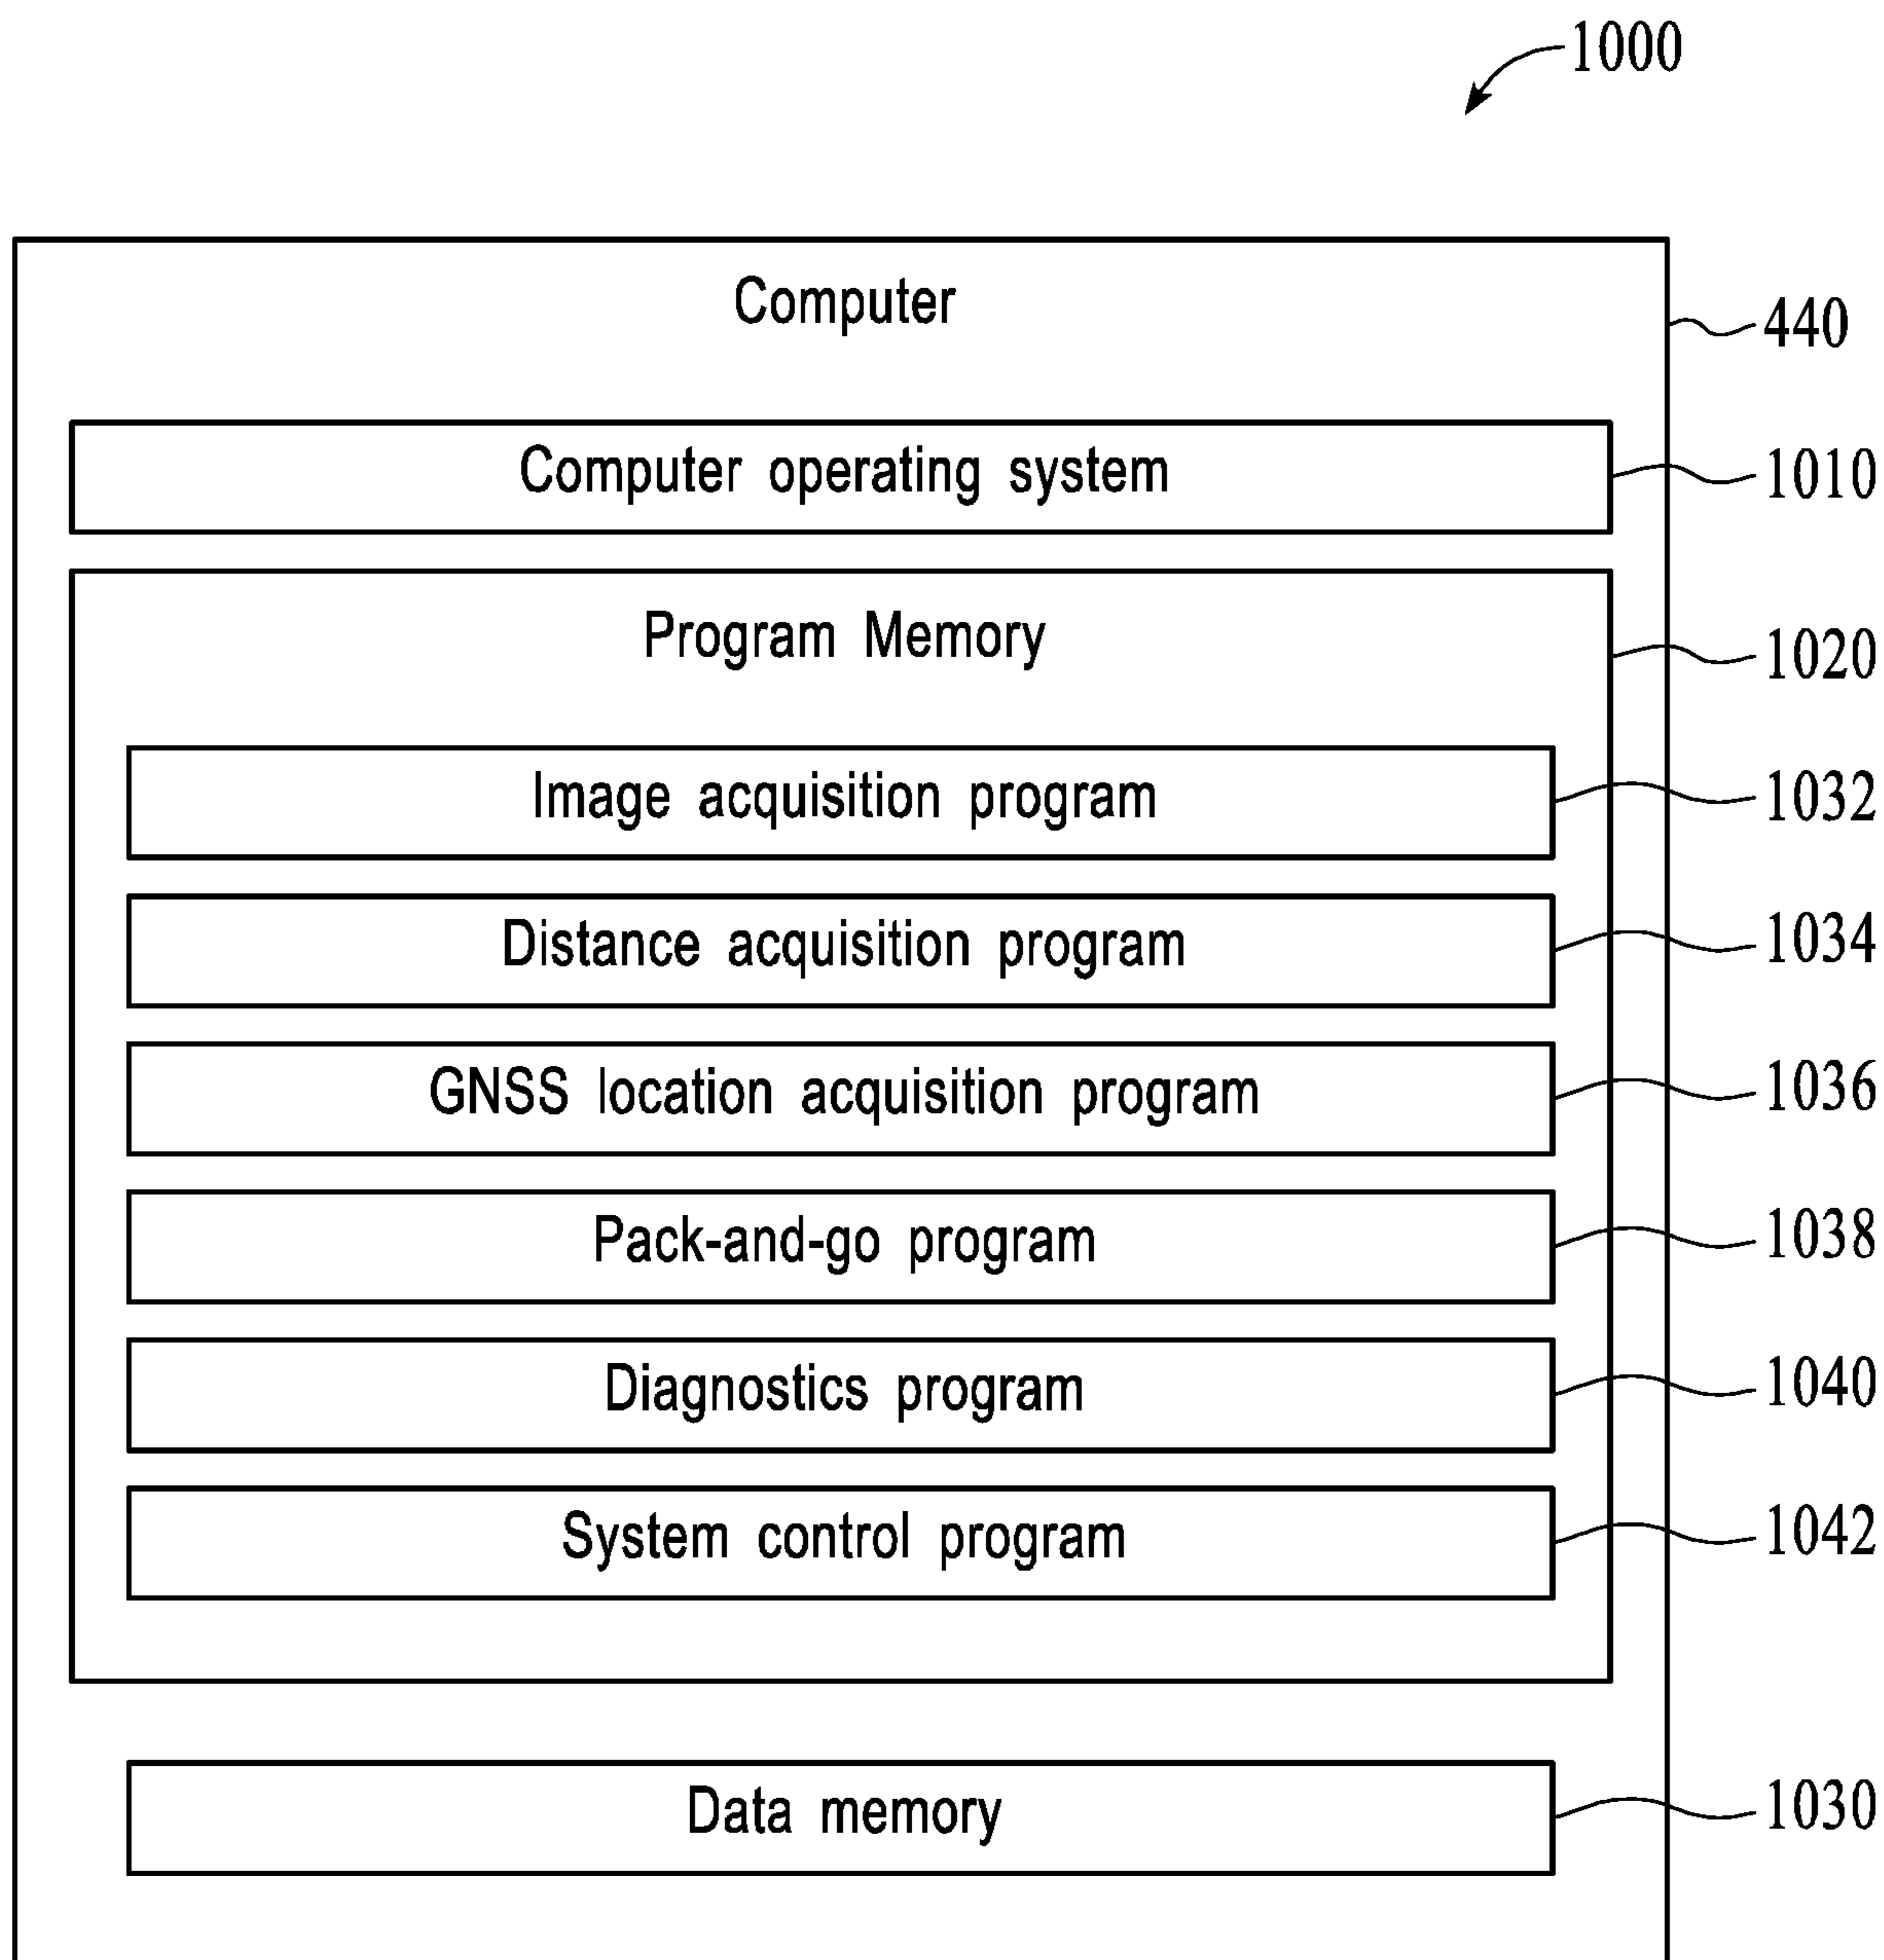 1000
Computer
440
Computer operating system
1010
Program Memory
1020
Image acquisition program
1032
Distance acquisition program
1034
GNSS location acquisition program
1036
Pack-and-go program
1038
Diagnostics program
1040
System control program
1042
Data memory
1030